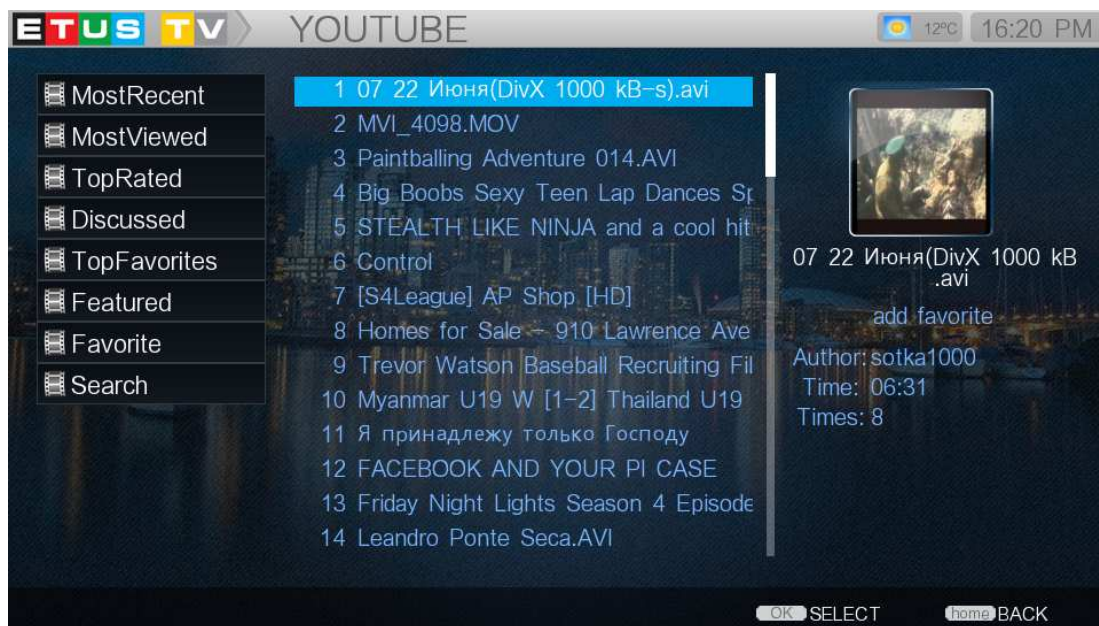 ETUS TV
YOUTUBE
12°C
16:20 PM
MostRecent
MostViewed
TopRated
Discussed
TopFavorites
Featured
Favorite
Search
1 07 22 Июня(DivX 1000 kB-s).avi
2 MVI_4098.MOV
3 Paintballing Adventure 014.AVI
4 Big Boobs Sexy Teen Lap Dances
5 STEALTH LIKE NINJA and a cool hit
6 Control
7 [S4League] AP Shop [HD]
8 Homes for Sale - 910 Lawrence Ave
9 Trevor Watson Baseball Recruiting Fil
10 Myanmar U19 W [1-2] Thailand U19
11 Я принадлежу только Господу
12 FACEBOOK AND YOUR PI CASE
13 Friday Night Lights Season 4 Episode
14 Leandro Ponte Seca.AVI
07 22 Июня(DivX 1000 kB
.avi
add favorite
Author: sotka1000
Time: 06:31
Times: 8
OK SELECT
home BACK